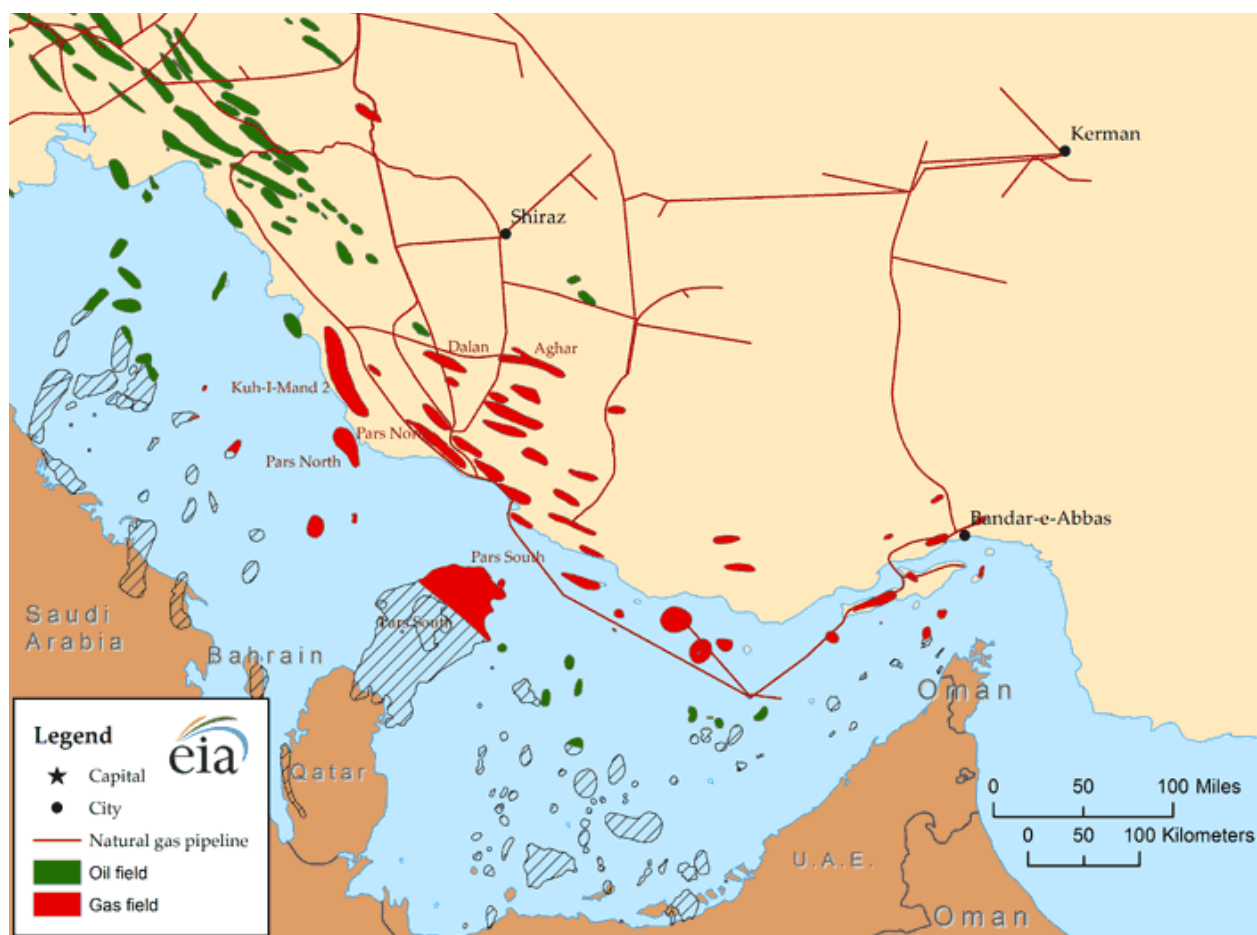 Kerman
Shiraz
Dalan
Aghar
Kuh-I-Mand 2
Pars Nor
Pars North
Bandar-e-Abbas
Pars South
Pars South
Saudi
Arabia
Bahrain
Qatar
Oman
U.A.E.
Oman
Legend
eia
Capital
City
Natural gas pipeline
Oil field
Gas field
0 50 100 Miles
0 50 100 Kilometers